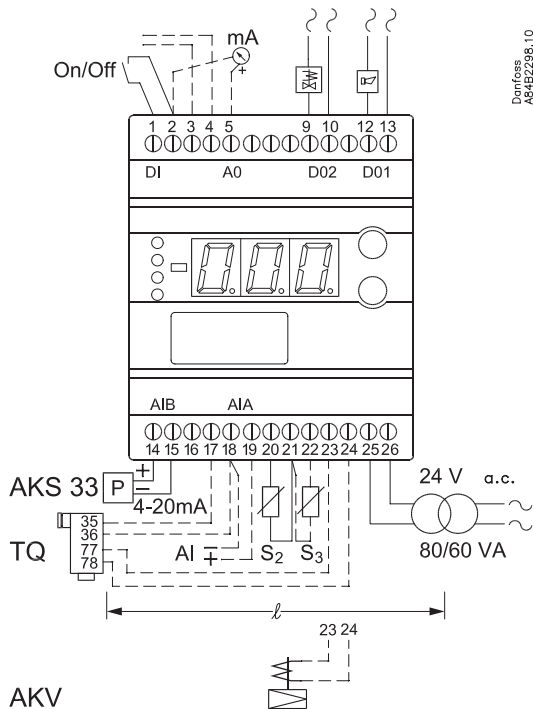 Danfoss
A84B2298.10
mA
+
On/Off
1 2 3 4 5 9 10 12 13
DI A0 D02 D01
000
AIB AIA
14 15 16 17 18 19 20 21 22 23 24 25 26
AKS 33 P + −
4-20mA
24 V a.c.
80/60 VA
TQ
35
36
77
78
AI − +
S2 S3
ℓ
23 24
AKV